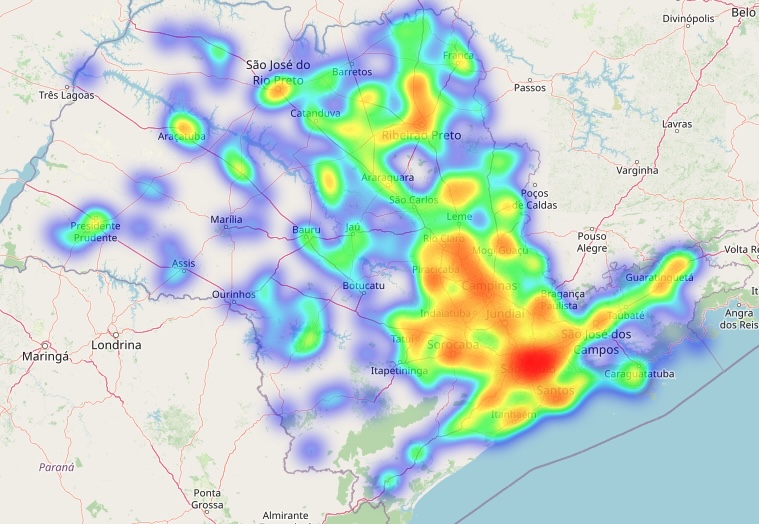 Divinópolis
Belo
Franca
São José do
Rio Preto
Barretos
Passos
Três Lagoas
Catanduva
Lavras
Araçatuba
Ribeirão Preto
Varginha
Araraquara
São Carlos
Poços
de Caldas
Marília
Presidente
Prudente
Leme
Bauru
Jaú
Rio Claro
Mogi Guaçu
Pouso
Alegre
Volta Re
Assis
Piracicaba
Guaratinguetá
Botucatu
Campinas
Ourinhos
Bragança
Paulista
It
Angra
dos Reis
Indaiatuba
Jundiaí
Taubaté
Maringá
Londrina
Tatuí
Sorocaba
São José dos
Campos
Itapetininga
Caraguatatuba
Santos
Itanhaém
Paraná
Ponta
Grossa
Almirante